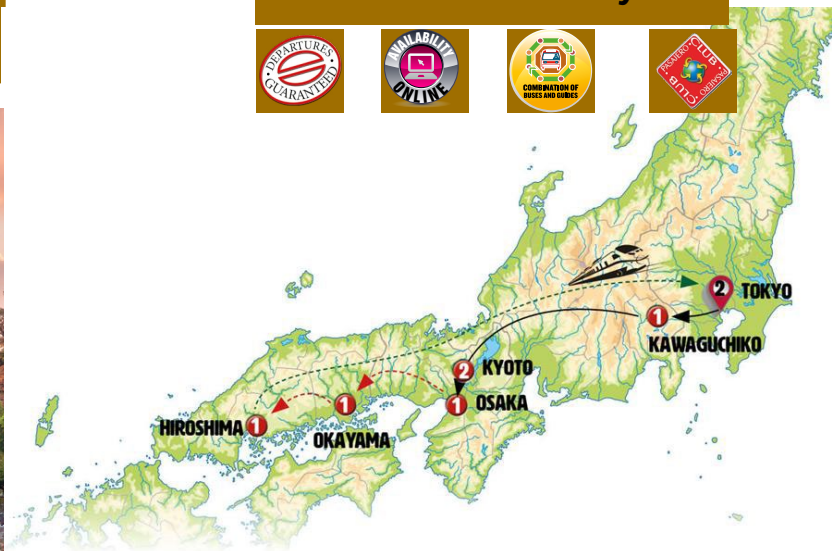 DEPARTURES
GUARANTEED
AVAILABILITY
ONLINE
COMBINATION OF
BUSES AND GUIDES
PASAJERO CLUB
PASAJERO CLUB
2 TOKYO
1
KAWAGUCHIKO
2 KYOTO
1 OSAKA
HIROSHIMA 1
1
OKAYAMA